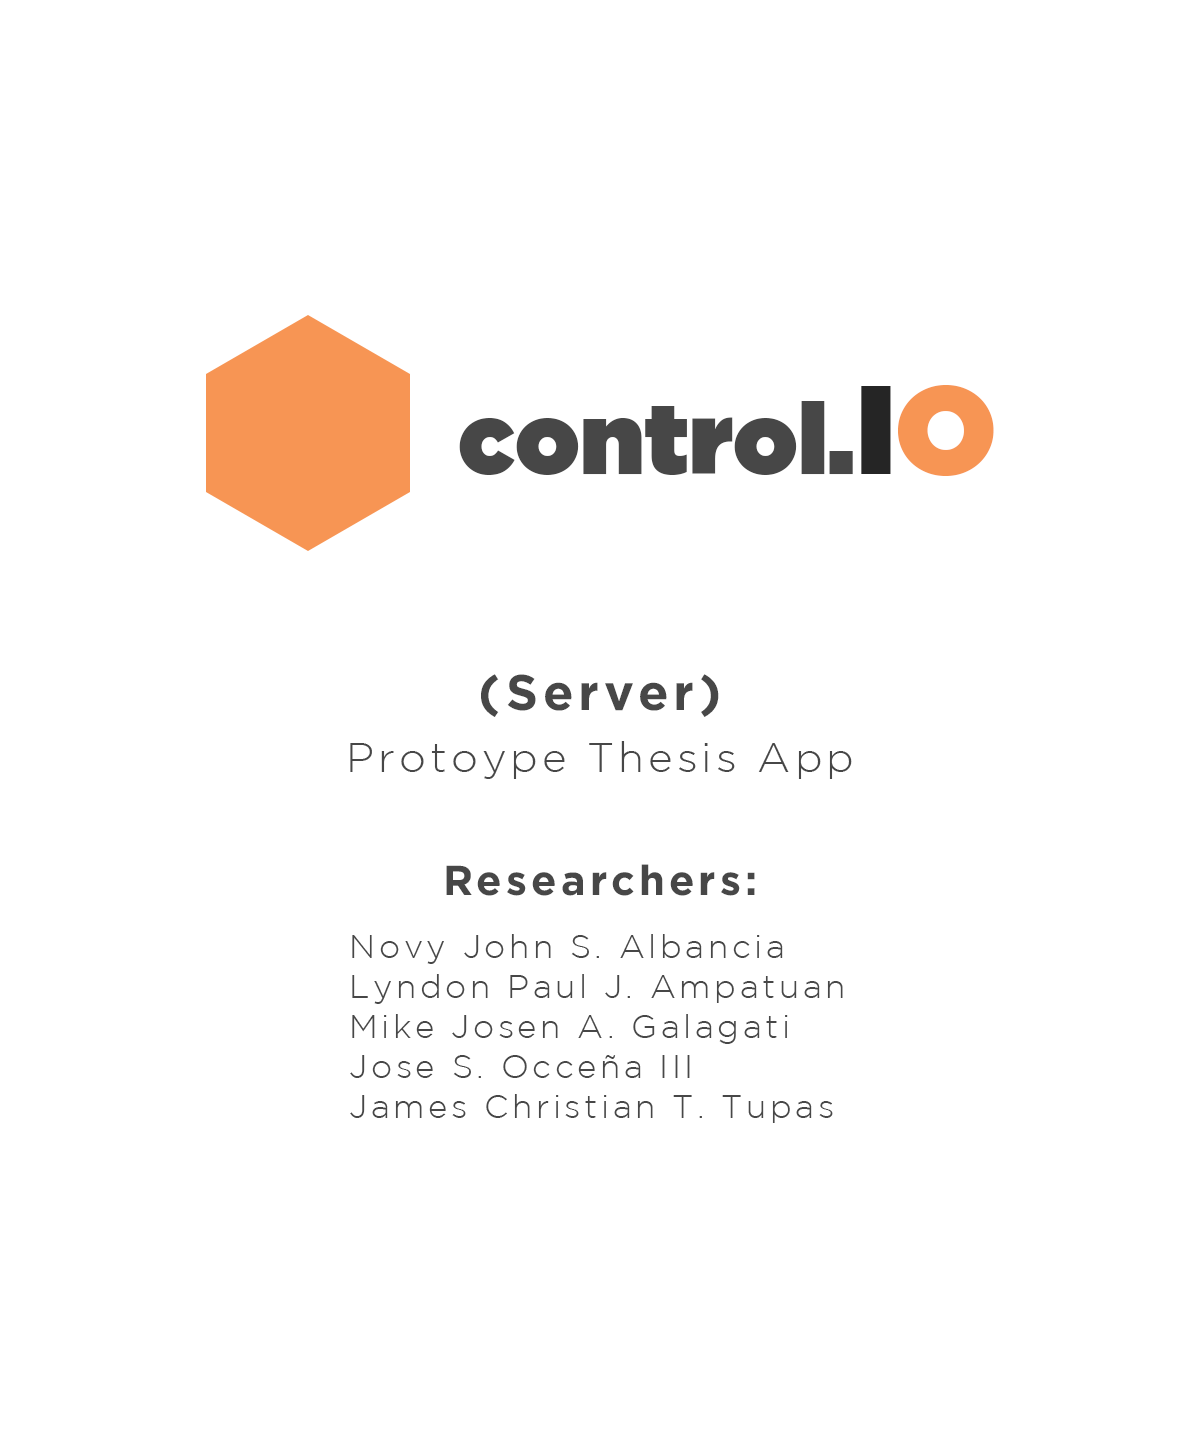 control.IO
(Server)
Protoype Thesis App
Researchers:
Novy John S. Albancia
Lyndon Paul J. Ampatuan
Mike Josen A. Galagati
Jose S. Occeña III
James Christian T. Tupas